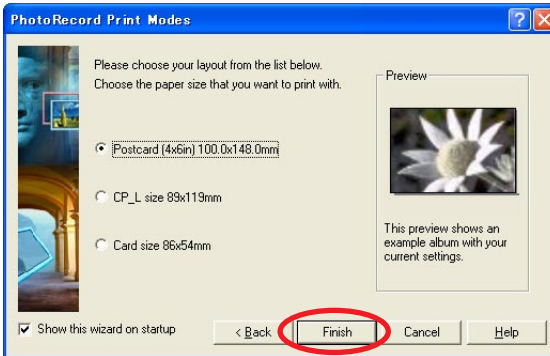 PhotoRecord Print Modes
Please choose your layout from the list below.
Choose the paper size that you want to print with.
Preview
Postcard (4x6in) 100.0x148.0mm
CP_L size 89x119mm
Card size 86x54mm
This preview shows an
example album with your
current settings.
Show this wizard on startup
< Back
Finish
Cancel
Help